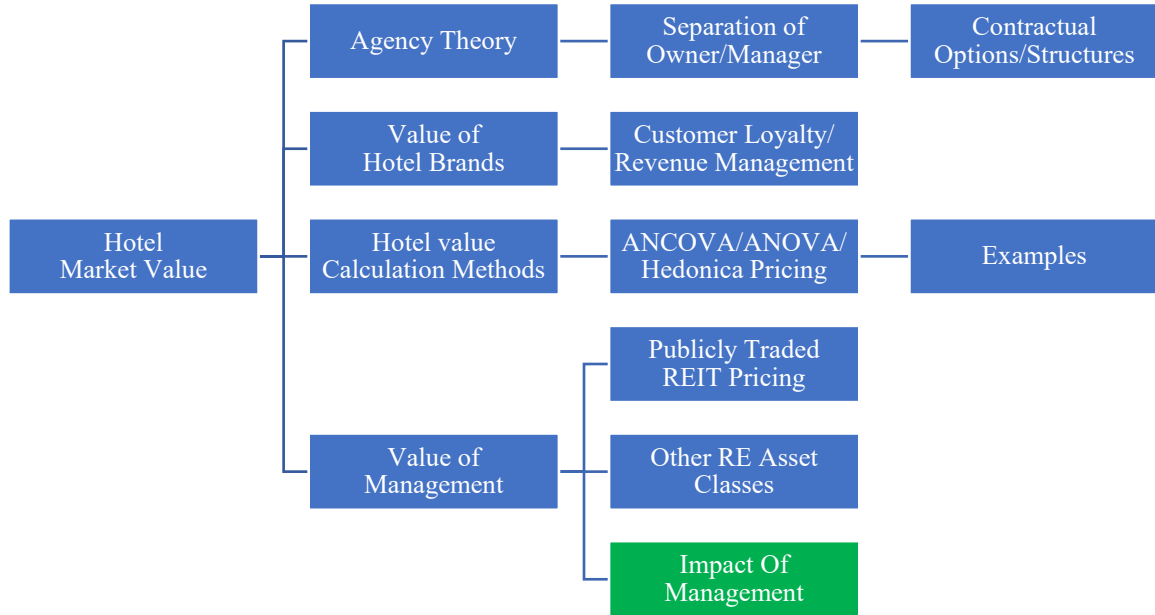 Agency Theory
Separation of
Owner/Manager
Contractual
Options/Structures
Value of
Hotel Brands
Customer Loyalty/
Revenue Management
Hotel
Market Value
Hotel value
Calculation Methods
ANCOVA/ANOVA/
Hedonica Pricing
Examples
Publicly Traded
REIT Pricing
Value of
Management
Other RE Asset
Classes
Impact Of
Management